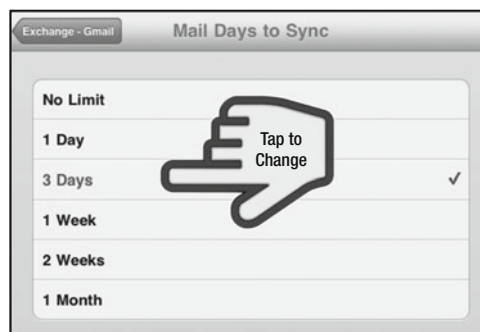 Exchange - Gmail
Mail Days to Sync
No Limit
1 Day
Tap to
Change
3 Days
1 Week
2 Weeks
1 Month